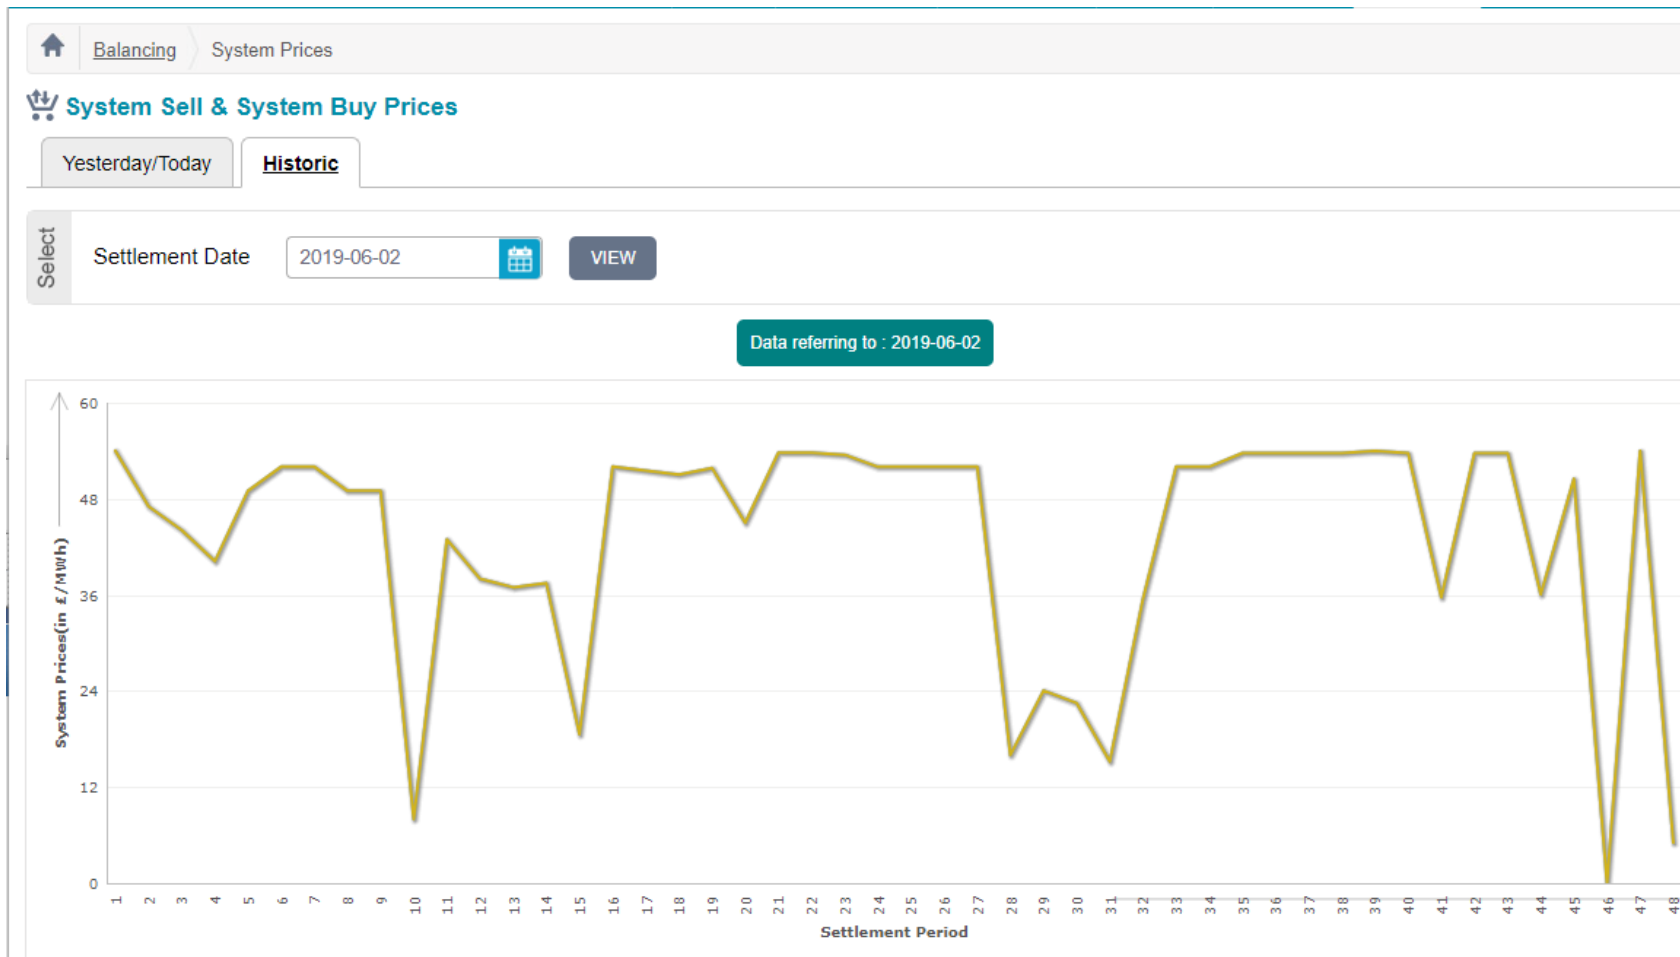 Balancing System Prices
System Sell & System Buy Prices
Yesterday/Today Historic
Select
Settlement Date 2019-06-02 VIEW
Data referring to : 2019-06-02
System Prices(in £/MWh)
60
48
36
24
12
0
1 2 3 4 5 6 7 8 9 10 11 12 13 14 15 16 17 18 19 20 21 22 23 24 25 26 27 28 29 30 31 32 33 34 35 36 37 38 39 40 41 42 43 44 45 46 47 48
Settlement Period